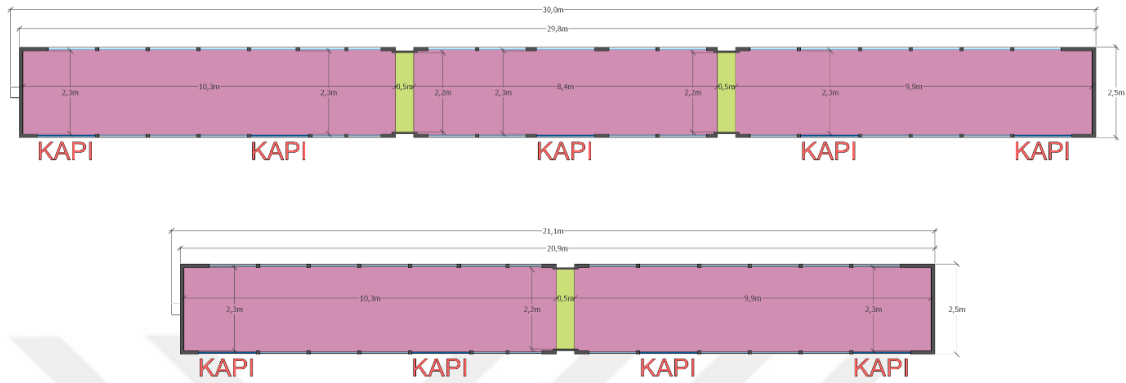 30,0m
29,8m
2,3m 10,3m 2,3m 0,5m 2,2m 2,3m 8,4m 2,2m 0,5m 2,3m 9,9m 2,5m
KAPI KAPI KAPI KAPI KAPI
21,1m
20,9m
2,3m 10,3m 2,2m 0,5m 9,9m 2,3m 2,5m
KAPI KAPI KAPI KAPI